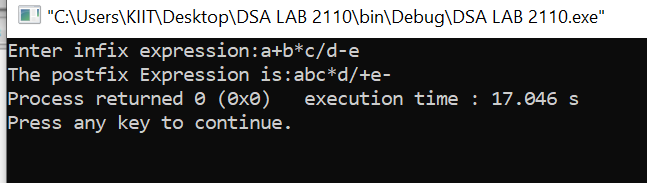 "C:\Users\KIIT\Desktop\DSA LAB 2110\bin\Debug\DSA LAB 2110.exe"
Enter infix expression:a+b*c/d-e
The postfix Expression is:abc*d/+e-
Process returned 0 (0x0)   execution time : 17.046 s
Press any key to continue.